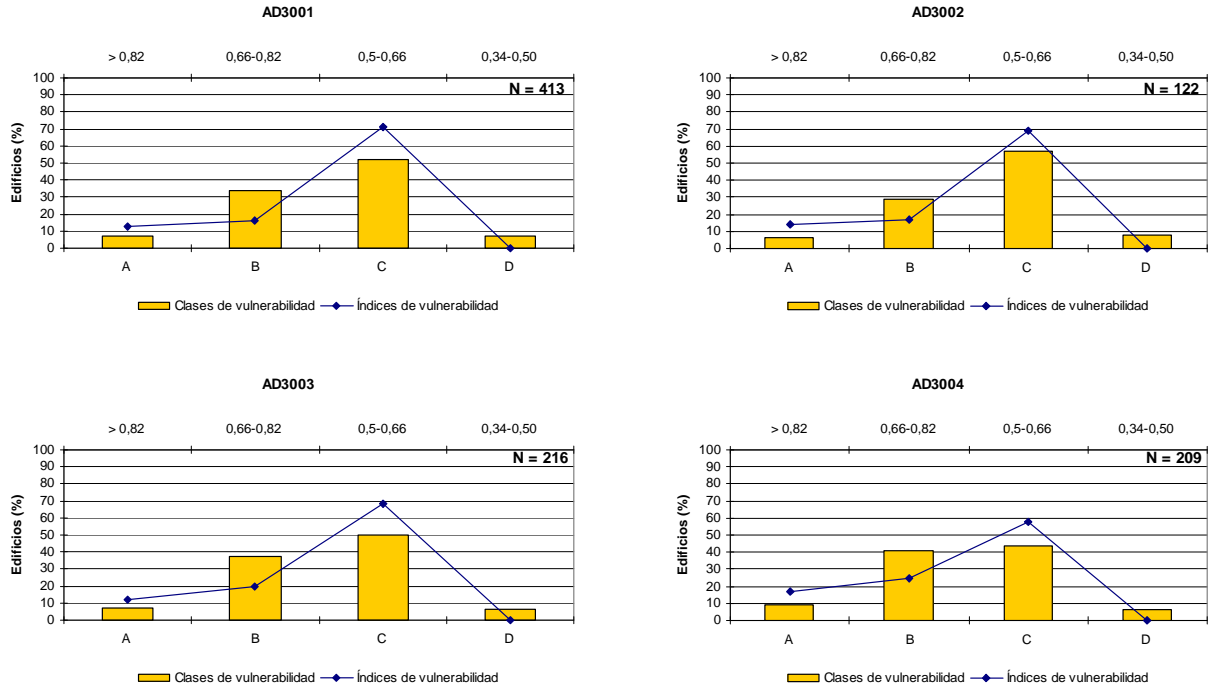 AD3001
> 0,82 0,66-0,82 0,5-0,66 0,34-0,50
N = 413
Edificios (%)
100
90
80
70
60
50
40
30
20
10
0
A B C D
Clases de vulnerabilidad Índices de vulnerabilidad
AD3002
> 0,82 0,66-0,82 0,5-0,66 0,34-0,50
N = 122
Edificios (%)
100
90
80
70
60
50
40
30
20
10
0
A B C D
Clases de vulnerabilidad Índices de vulnerabilidad
AD3003
> 0,82 0,66-0,82 0,5-0,66 0,34-0,50
N = 216
Edificios (%)
100
90
80
70
60
50
40
30
20
10
0
A B C D
Clases de vulnerabilidad Índices de vulnerabilidad
AD3004
> 0,82 0,66-0,82 0,5-0,66 0,34-0,50
N = 209
Edificios (%)
100
90
80
70
60
50
40
30
20
10
0
A B C D
Clases de vulnerabilidad Índices de vulnerabilidad